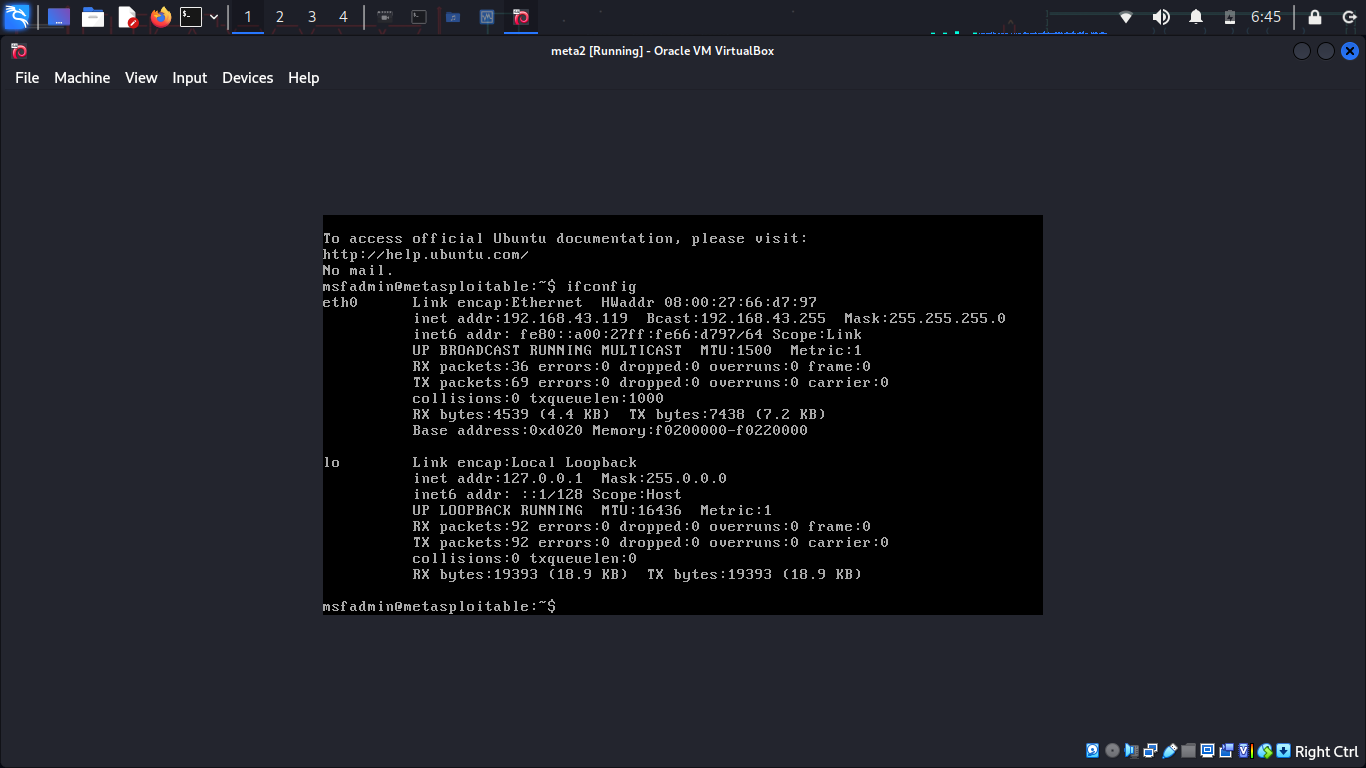 1 2 3 4 6:45
meta2 [Running] - Oracle VM VirtualBox
File Machine View Input Devices Help
To access official Ubuntu documentation, please visit:
http://help.ubuntu.com/
No mail.
msfadmin@metasploitable:~$ ifconfig
eth0 Link encap:Ethernet HWaddr 08:00:27:66:d7:97
inet addr:192.168.43.119 Bcast:192.168.43.255 Mask:255.255.255.0
inet6 addr: fe80::a00:27ff:fe66:d797/64 Scope:Link
UP BROADCAST RUNNING MULTICAST MTU:1500 Metric:1
RX packets:36 errors:0 dropped:0 overruns:0 frame:0
TX packets:69 errors:0 dropped:0 overruns:0 carrier:0
collisions:0 txqueuelen:1000
RX bytes:4539 (4.4 KB) TX bytes:7438 (7.2 KB)
Base address:0xd020 Memory:f0200000-f0220000
lo Link encap:Local Loopback
inet addr:127.0.0.1 Mask:255.0.0.0
inet6 addr: ::1/128 Scope:Host
UP LOOPBACK RUNNING MTU:16436 Metric:1
RX packets:92 errors:0 dropped:0 overruns:0 frame:0
TX packets:92 errors:0 dropped:0 overruns:0 carrier:0
collisions:0 txqueuelen:0
RX bytes:19393 (18.9 KB) TX bytes:19393 (18.9 KB)
msfadmin@metasploitable:~$
Right Ctrl